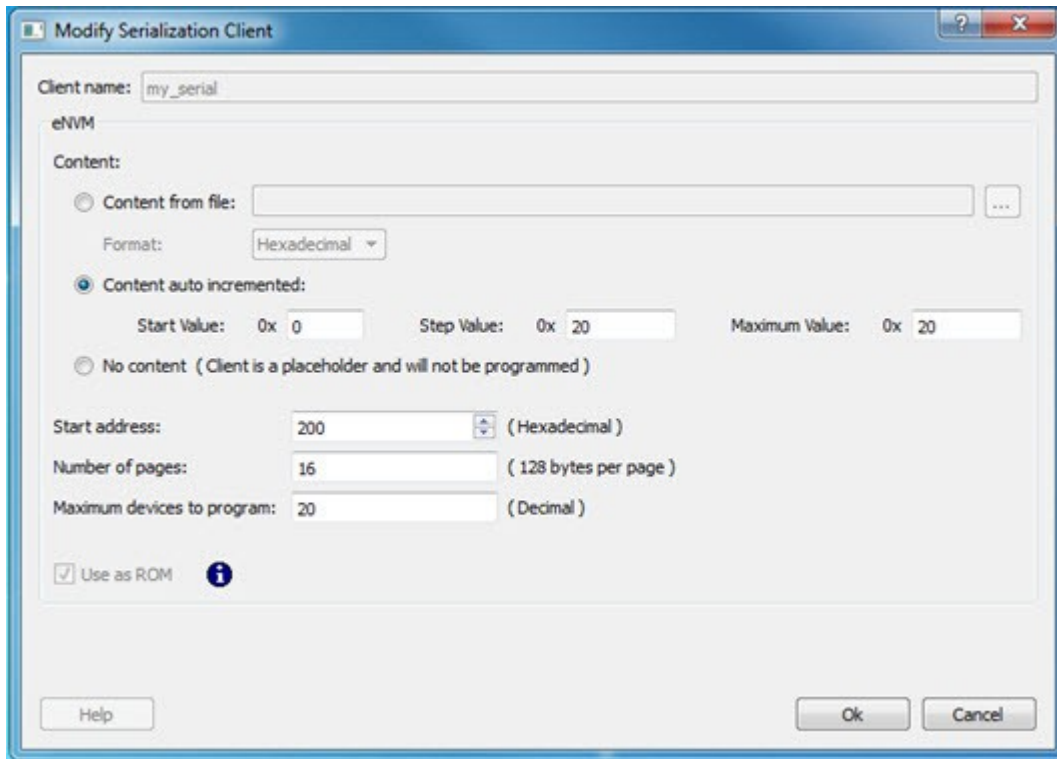 Modify Serialization Client
Client name: my_serial
eNVM
Content:
Content from file: ...
Format: Hexadecimal
Content auto incremented:
Start Value: 0x 0 Step Value: 0x 20 Maximum Value: 0x 20
No content ( Client is a placeholder and will not be programmed )
Start address: 200 ( Hexadecimal )
Number of pages: 16 ( 128 bytes per page )
Maximum devices to program: 20 ( Decimal )
Use as ROM
Help Ok Cancel